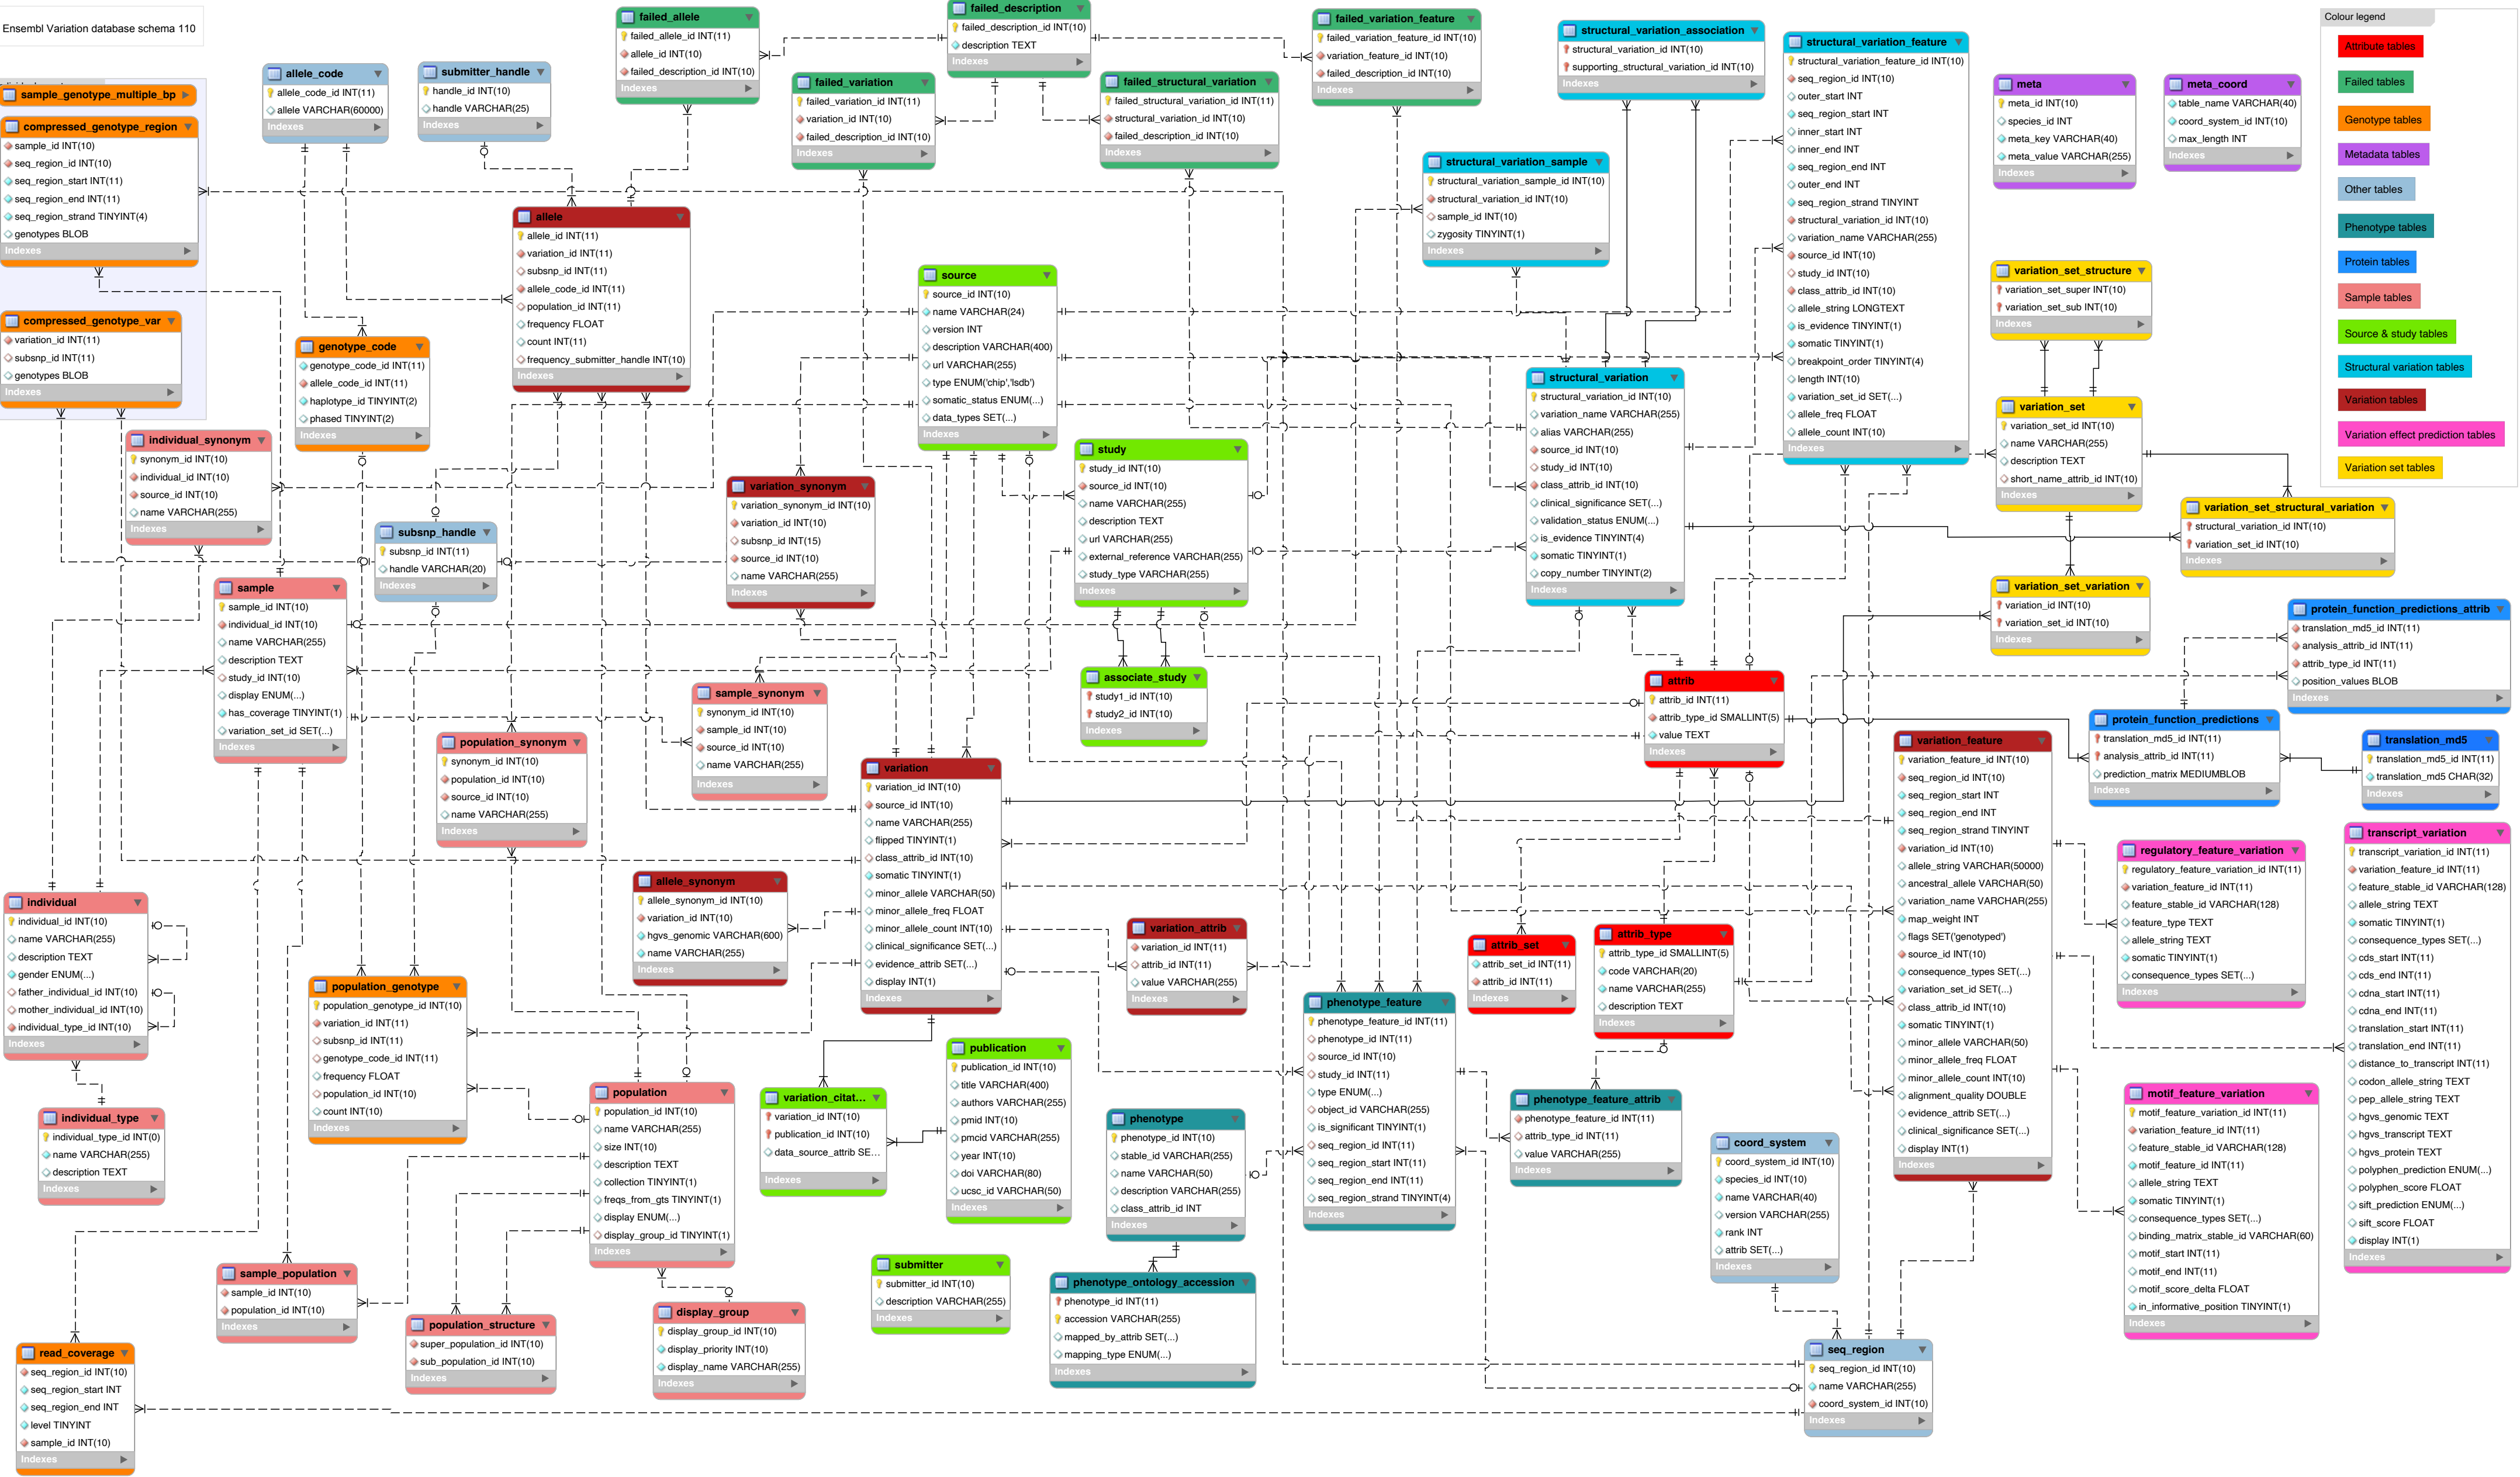 Ensembl Variation database schema 110
sample_genotype_multiple_bp
compressed_genotype_region
sample_id INT(10)
seq_region_id INT(10)
seq_region_start INT(11)
seq_region_end INT(11)
seq_region_strand TINYINT(4)
genotypes BLOB
Indexes
compressed_genotype_var
variation_id INT(11)
subsnp_id INT(11)
genotypes BLOB
Indexes
allele_code
allele_code_id INT(11)
allele VARCHAR(60000)
Indexes
submitter_handle
handle_id INT(10)
handle VARCHAR(25)
Indexes
failed_allele
failed_allele_id INT(11)
allele_id INT(10)
failed_description_id INT(10)
Indexes
failed_description
failed_description_id INT(10)
description TEXT
Indexes
failed_variation
failed_variation_id INT(11)
variation_id INT(10)
failed_description_id INT(10)
Indexes
failed_structural_variation
failed_structural_variation_id INT(11)
structural_variation_id INT(10)
failed_description_id INT(10)
Indexes
failed_variation_feature
failed_variation_feature_id INT(10)
variation_feature_id INT(10)
failed_description_id INT(10)
Indexes
structural_variation_association
structural_variation_id INT(10)
supporting_structural_variation_id INT(10)
Indexes
structural_variation_sample
structural_variation_sample_id INT(10)
structural_variation_id INT(10)
sample_id INT(10)
zygosity TINYINT(1)
Indexes
structural_variation_feature
structural_variation_feature_id INT(10)
seq_region_id INT(10)
outer_start INT
seq_region_start INT
inner_start INT
inner_end INT
seq_region_end INT
outer_end INT
seq_region_strand TINYINT
structural_variation_id INT(10)
variation_name VARCHAR(255)
source_id INT(10)
study_id INT(10)
class_attrib_id INT(10)
allele_string LONGTEXT
is_evidence TINYINT(1)
somatic TINYINT(1)
breakpoint_order TINYINT(4)
length INT(10)
variation_set_id SET(...)
allele_freq FLOAT
allele_count INT(10)
Indexes
meta
meta_id INT(10)
species_id INT
meta_key VARCHAR(40)
meta_value VARCHAR(255)
Indexes
meta_coord
table_name VARCHAR(40)
coord_system_id INT(10)
max_length INT
Indexes
Colour legend
Attribute tables
Failed tables
Genotype tables
Metadata tables
Other tables
Phenotype tables
Protein tables
Sample tables
Source & study tables
Structural variation tables
Variation tables
Variation effect prediction tables
Variation set tables
allele
allele_id INT(11)
variation_id INT(11)
subsnp_id INT(11)
allele_code_id INT(11)
population_id INT(11)
frequency FLOAT
count INT(11)
frequency_submitter_handle INT(10)
Indexes
genotype_code
genotype_code_id INT(11)
allele_code_id INT(11)
haplotype_id TINYINT(2)
phased TINYINT(2)
Indexes
source
source_id INT(10)
name VARCHAR(24)
version INT
description VARCHAR(400)
url VARCHAR(255)
type ENUM('chip','lsdb')
somatic_status ENUM(...)
data_types SET(...)
Indexes
study
study_id INT(10)
source_id INT(10)
name VARCHAR(255)
description TEXT
url VARCHAR(255)
external_reference VARCHAR(255)
study_type VARCHAR(255)
Indexes
structural_variation
structural_variation_id INT(10)
variation_name VARCHAR(255)
alias VARCHAR(255)
source_id INT(10)
study_id INT(10)
class_attrib_id INT(10)
clinical_significance SET(...)
validation_status ENUM(...)
is_evidence TINYINT(4)
somatic TINYINT(1)
copy_number TINYINT(2)
Indexes
variation_set_structure
variation_set_super INT(10)
variation_set_sub INT(10)
Indexes
variation_set
variation_set_id INT(10)
name VARCHAR(255)
description TEXT
short_name_attrib_id INT(10)
Indexes
variation_set_structural_variation
structural_variation_id INT(10)
variation_set_id INT(10)
Indexes
variation_set_variation
variation_id INT(10)
variation_set_id INT(10)
Indexes
individual_synonym
synonym_id INT(10)
individual_id INT(10)
source_id INT(10)
name VARCHAR(255)
Indexes
subsnp_handle
subsnp_id INT(11)
handle VARCHAR(20)
Indexes
variation_synonym
variation_synonym_id INT(10)
variation_id INT(10)
subsnp_id INT(15)
source_id INT(10)
name VARCHAR(255)
Indexes
sample
sample_id INT(10)
individual_id INT(10)
name VARCHAR(255)
description TEXT
study_id INT(10)
display ENUM(...)
has_coverage TINYINT(1)
variation_set_id SET(...)
Indexes
sample_synonym
synonym_id INT(10)
sample_id INT(10)
source_id INT(10)
name VARCHAR(255)
Indexes
associate_study
study1_id INT(10)
study2_id INT(10)
Indexes
attrib
attrib_id INT(11)
attrib_type_id SMALLINT(5)
value TEXT
Indexes
protein_function_predictions_attrib
translation_md5_id INT(11)
analysis_attrib_id INT(11)
attrib_type_id INT(11)
position_values BLOB
Indexes
protein_function_predictions
translation_md5_id INT(11)
analysis_attrib_id INT(11)
prediction_matrix MEDIUMBLOB
Indexes
translation_md5
translation_md5_id INT(11)
translation_md5 CHAR(32)
Indexes
population_synonym
synonym_id INT(10)
population_id INT(10)
source_id INT(10)
name VARCHAR(255)
Indexes
variation
variation_id INT(10)
source_id INT(10)
name VARCHAR(255)
flipped TINYINT(1)
class_attrib_id INT(10)
somatic TINYINT(1)
minor_allele VARCHAR(50)
minor_allele_freq FLOAT
minor_allele_count INT(10)
clinical_significance SET(...)
evidence_attrib SET(...)
display INT(1)
Indexes
variation_feature
variation_feature_id INT(10)
seq_region_id INT(10)
seq_region_start INT
seq_region_end INT
seq_region_strand TINYINT
variation_id INT(10)
allele_string VARCHAR(50000)
ancestral_allele VARCHAR(50)
variation_name VARCHAR(255)
map_weight INT
flags SET('genotyped')
source_id INT(10)
consequence_types SET(...)
variation_set_id SET(...)
class_attrib_id INT(10)
somatic TINYINT(1)
minor_allele VARCHAR(50)
minor_allele_freq FLOAT
minor_allele_count INT(10)
alignment_quality DOUBLE
evidence_attrib SET(...)
clinical_significance SET(...)
display INT(1)
Indexes
regulatory_feature_variation
regulatory_feature_variation_id INT(11)
variation_feature_id INT(11)
feature_stable_id VARCHAR(128)
feature_type TEXT
allele_string TEXT
somatic TINYINT(1)
consequence_types SET(...)
Indexes
transcript_variation
transcript_variation_id INT(11)
variation_feature_id INT(11)
feature_stable_id VARCHAR(128)
allele_string TEXT
somatic TINYINT(1)
consequence_types SET(...)
cds_start INT(11)
cds_end INT(11)
cdna_start INT(11)
cdna_end INT(11)
translation_start INT(11)
translation_end INT(11)
distance_to_transcript INT(11)
codon_allele_string TEXT
pep_allele_string TEXT
hgvs_genomic TEXT
hgvs_transcript TEXT
hgvs_protein TEXT
polyphen_prediction ENUM(...)
polyphen_score FLOAT
sift_prediction ENUM(...)
sift_score FLOAT
display INT(1)
Indexes
motif_feature_variation
motif_feature_variation_id INT(11)
variation_feature_id INT(11)
feature_stable_id VARCHAR(128)
motif_feature_id INT(11)
allele_string TEXT
somatic TINYINT(1)
consequence_types SET(...)
binding_matrix_stable_id VARCHAR(60)
motif_start INT(11)
motif_end INT(11)
motif_score_delta FLOAT
in_informative_position TINYINT(1)
Indexes
individual
individual_id INT(10)
name VARCHAR(255)
description TEXT
gender ENUM(...)
father_individual_id INT(10)
mother_individual_id INT(10)
individual_type_id INT(10)
Indexes
allele_synonym
allele_synonym_id INT(10)
variation_id INT(10)
hgvs_genomic VARCHAR(600)
name VARCHAR(255)
Indexes
variation_attrib
variation_id INT(11)
attrib_id INT(11)
value VARCHAR(255)
Indexes
attrib_set
attrib_set_id INT(11)
attrib_id INT(11)
Indexes
attrib_type
attrib_type_id SMALLINT(5)
code VARCHAR(20)
name VARCHAR(255)
description TEXT
Indexes
population_genotype
population_genotype_id INT(10)
variation_id INT(11)
subsnp_id INT(11)
genotype_code_id INT(11)
frequency FLOAT
population_id INT(10)
count INT(10)
Indexes
phenotype_feature
phenotype_feature_id INT(11)
phenotype_id INT(11)
source_id INT(10)
study_id INT(11)
type ENUM(...)
object_id VARCHAR(255)
is_significant TINYINT(1)
seq_region_id INT(11)
seq_region_start INT(11)
seq_region_end INT(11)
seq_region_strand TINYINT(4)
Indexes
individual_type
individual_type_id INT(0)
name VARCHAR(255)
description TEXT
Indexes
population
population_id INT(10)
name VARCHAR(255)
size INT(10)
description TEXT
collection TINYINT(1)
freqs_from_gts TINYINT(1)
display ENUM(...)
display_group_id TINYINT(1)
Indexes
variation_citat...
variation_id INT(10)
publication_id INT(10)
data_source_attrib SE...
Indexes
publication
publication_id INT(10)
title VARCHAR(400)
authors VARCHAR(255)
pmid INT(10)
pmcid VARCHAR(255)
year INT(10)
doi VARCHAR(80)
ucsc_id VARCHAR(50)
Indexes
phenotype
phenotype_id INT(10)
stable_id VARCHAR(255)
name VARCHAR(50)
description VARCHAR(255)
class_attrib_id INT
Indexes
phenotype_feature_attrib
phenotype_feature_id INT(11)
attrib_type_id INT(11)
value VARCHAR(255)
Indexes
coord_system
coord_system_id INT(10)
species_id INT(10)
name VARCHAR(40)
version VARCHAR(255)
rank INT
attrib SET(...)
Indexes
sample_population
sample_id INT(10)
population_id INT(10)
Indexes
population_structure
super_population_id INT(10)
sub_population_id INT(10)
Indexes
display_group
display_group_id INT(10)
display_priority INT(10)
display_name VARCHAR(255)
Indexes
submitter
submitter_id INT(10)
description VARCHAR(255)
Indexes
phenotype_ontology_accession
phenotype_id INT(11)
accession VARCHAR(255)
mapped_by_attrib SET(...)
mapping_type ENUM(...)
Indexes
read_coverage
seq_region_id INT(10)
seq_region_start INT
seq_region_end INT
level TINYINT
sample_id INT(10)
Indexes
seq_region
seq_region_id INT(10)
name VARCHAR(255)
coord_system_id INT(10)
Indexes